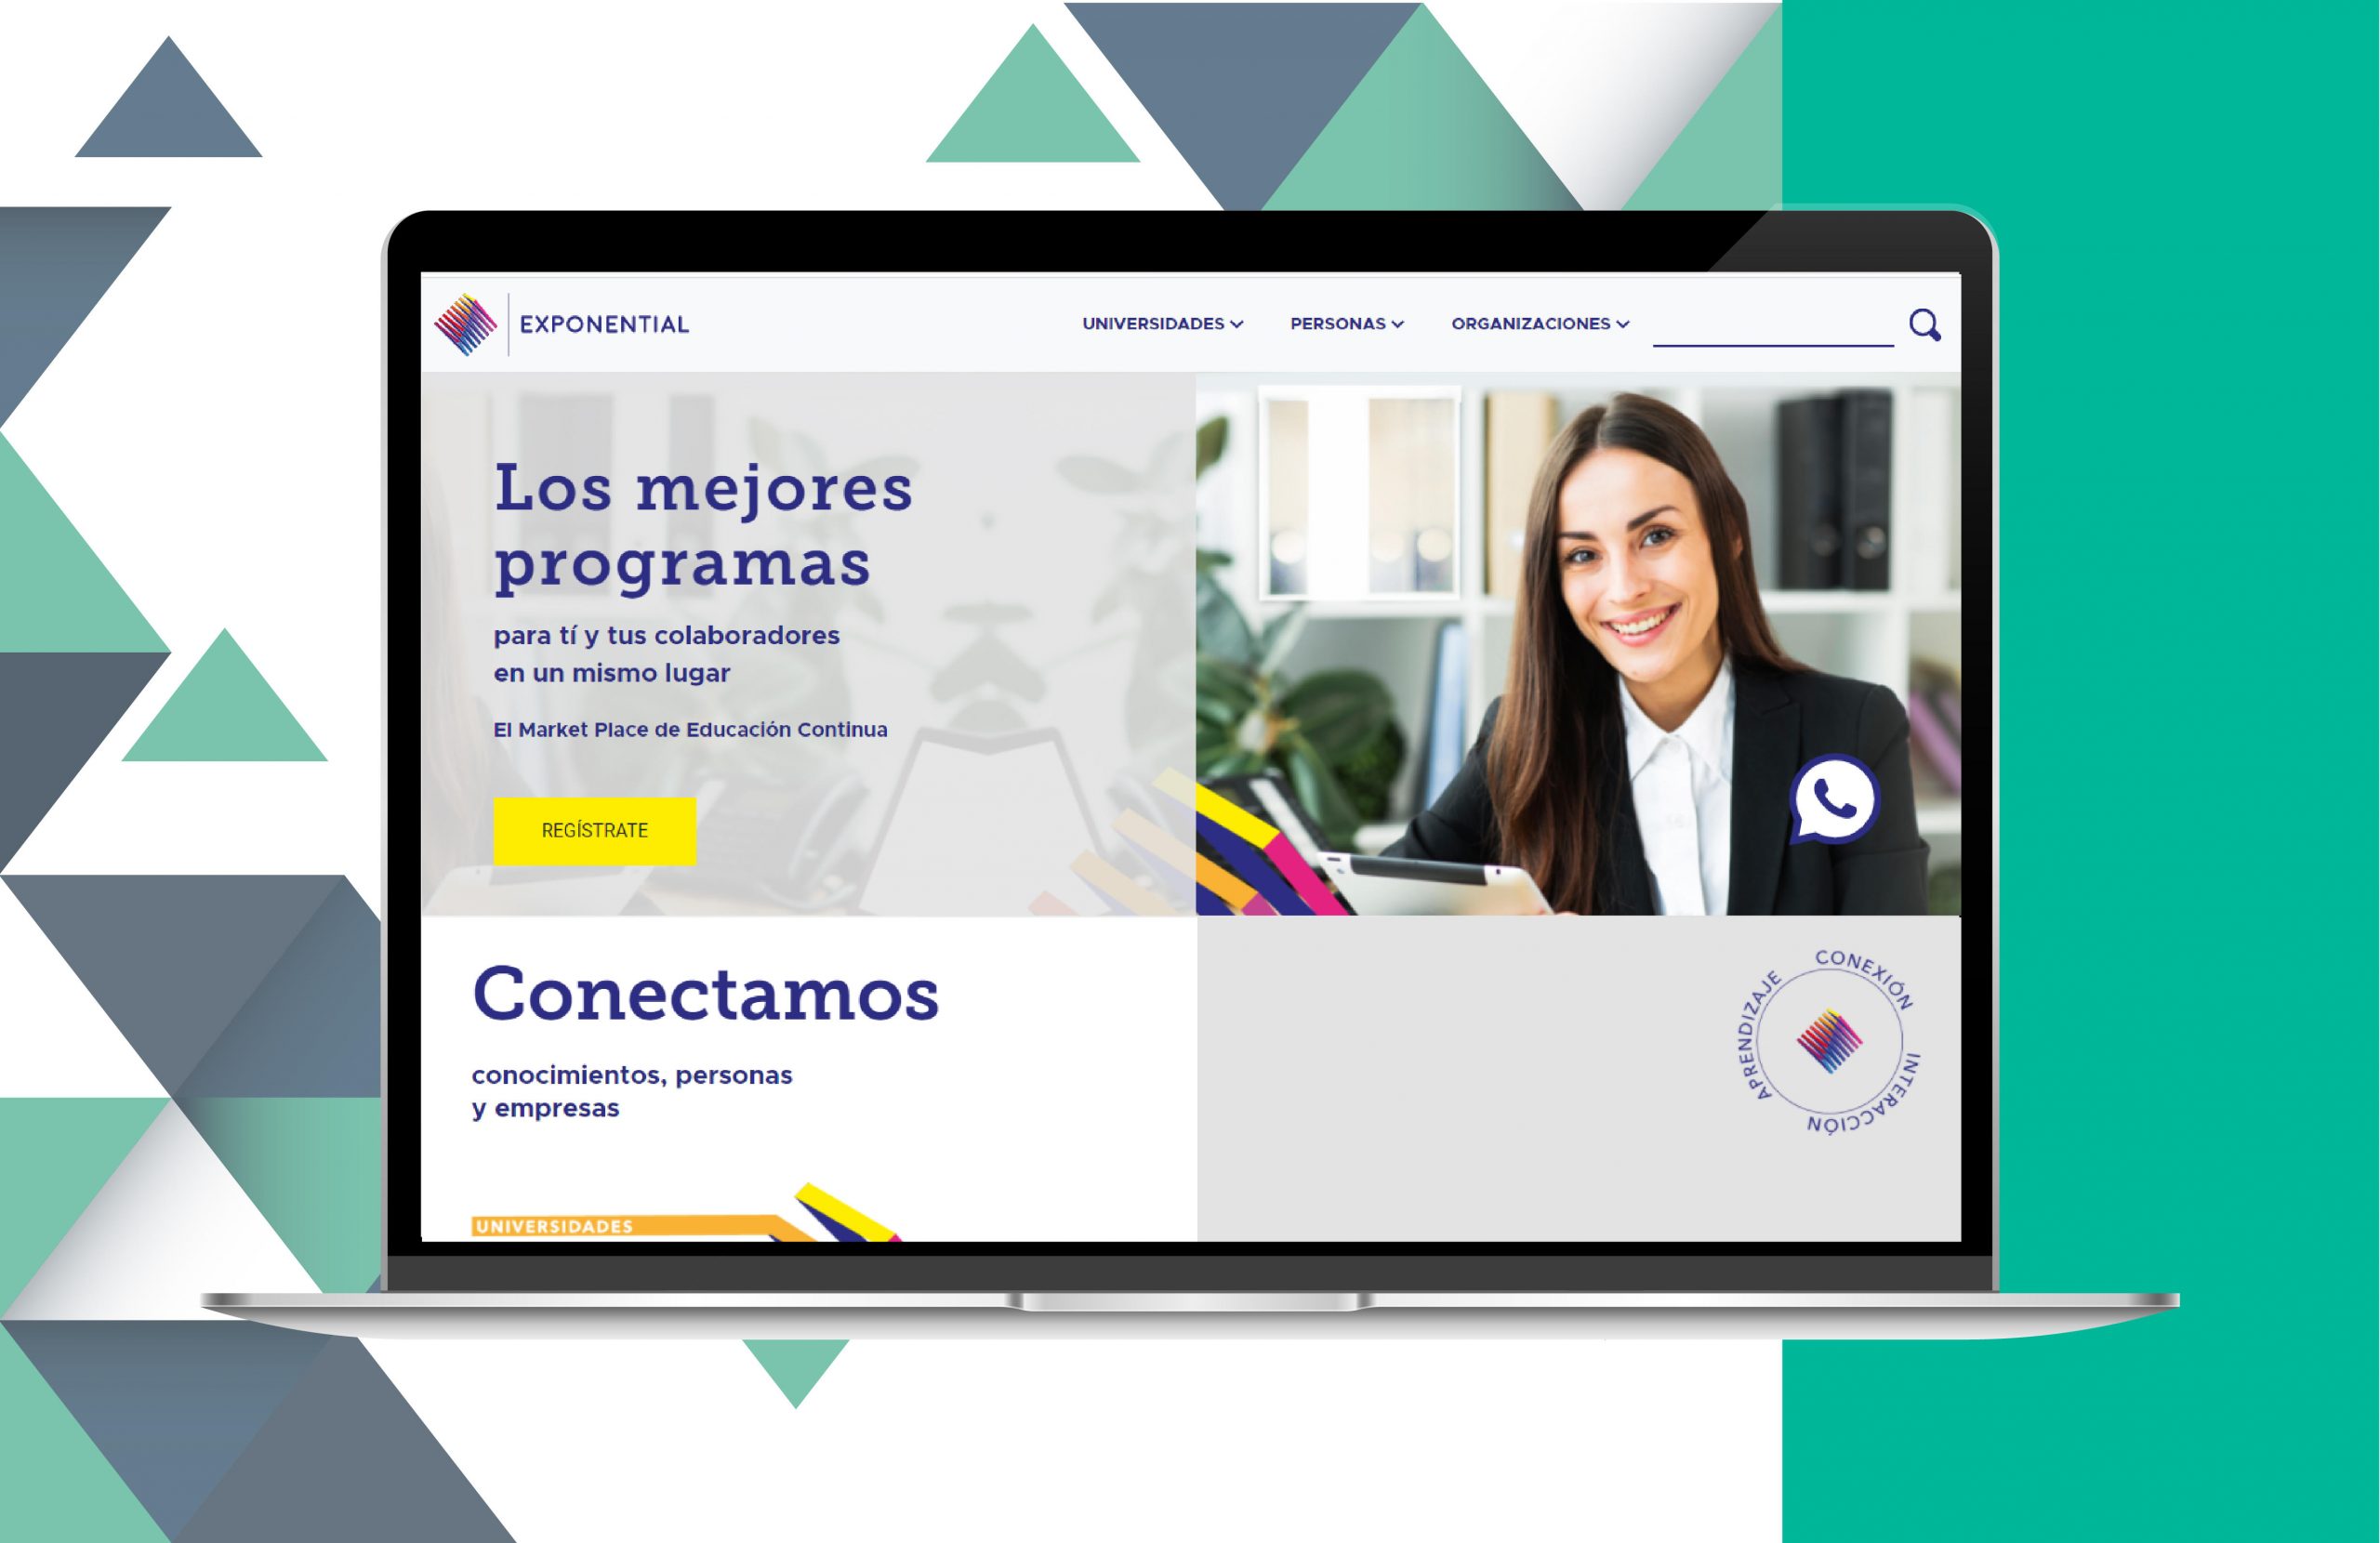 EXPONENTIAL
UNIVERSIDADES
PERSONAS
ORGANIZACIONES
Los mejores
programas
para tí y tus colaboradores
en un mismo lugar
El Market Place de Educación Continua
REGÍSTRATE
Conectamos
conocimientos, personas
y empresas
APRENDIZAJE
CONEXIÓN
INTERACCIÓN
UNIVERSIDADES